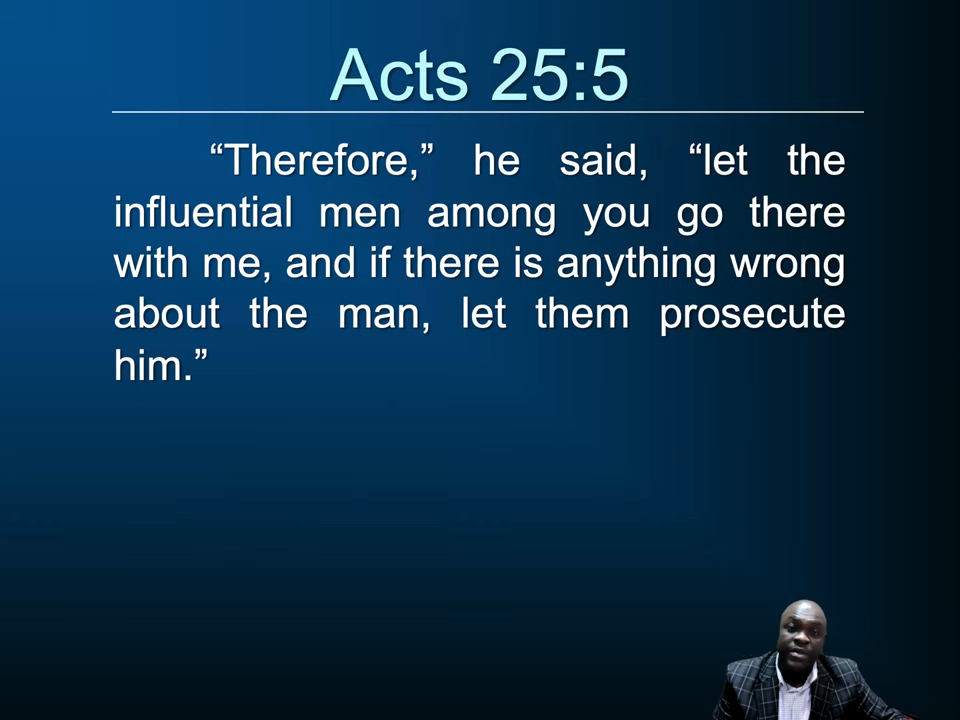 Acts 25:5
“Therefore,” he said, “let the
influential men among you go there
with me, and if there is anything wrong
about the man, let them prosecute
him.”